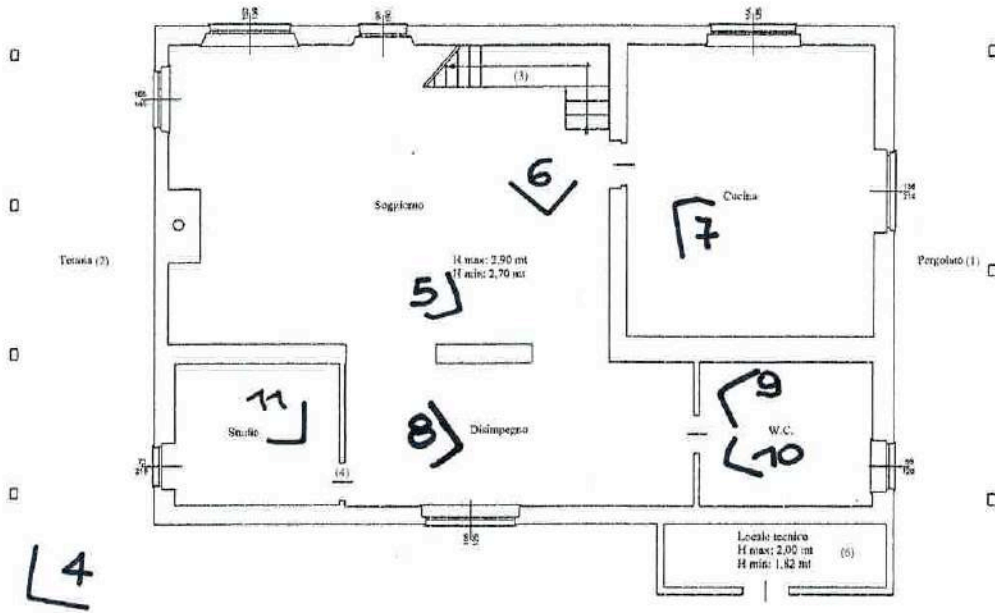 (3)
6
Soggiorno
Cucina
7
Tettoia (2)
H max: 2,90 mt
H min: 2,70 mt
Pergolato (1)
5
11
Studio
8
Disimpegno
9
W.C.
10
(4)
Locale tecnico
H max: 2,00 mt
H min: 1,82 mt
(6)
4